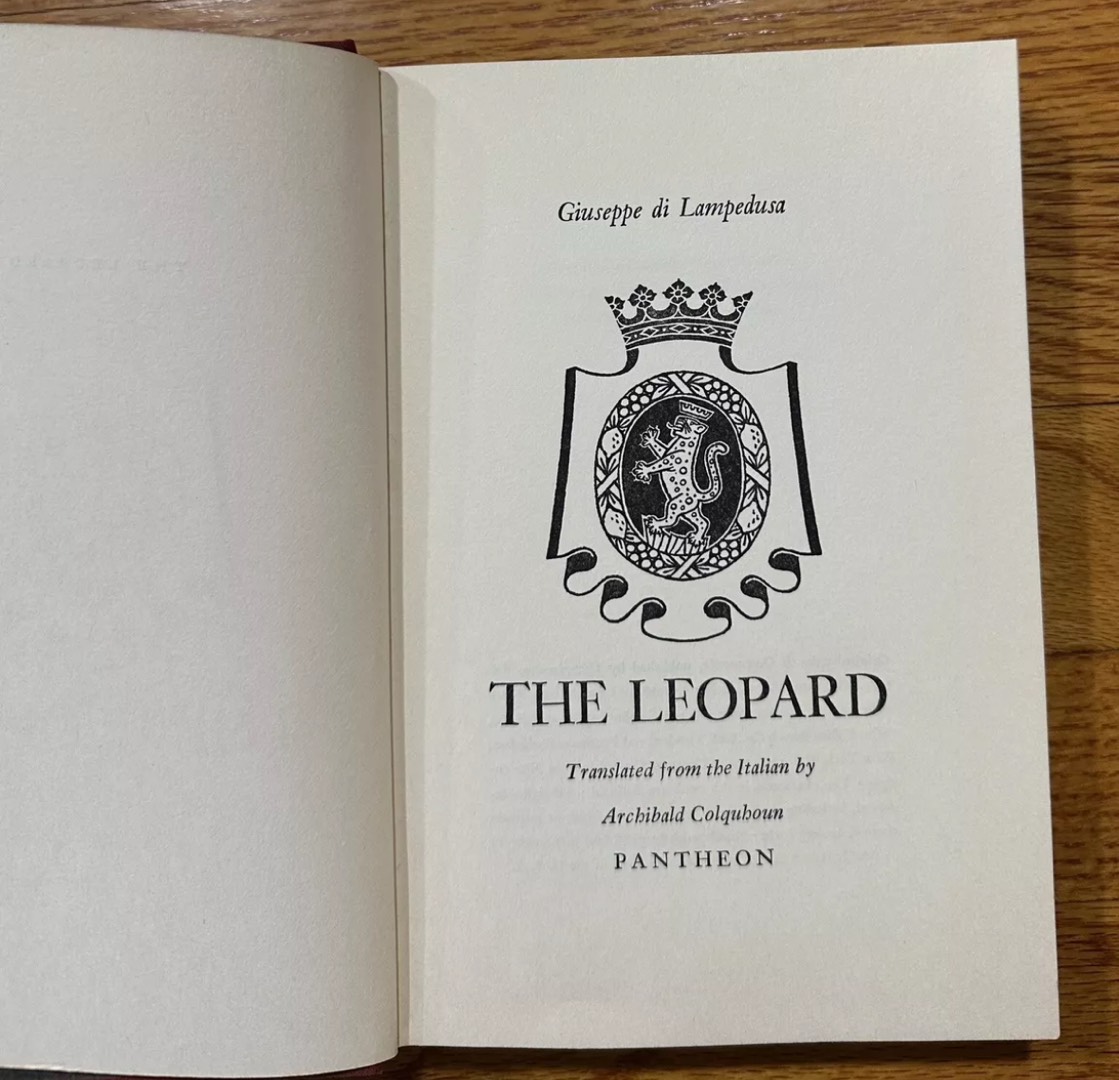 Giuseppe di Lampedusa
THE LEOPARD
Translated from the Italian by
Archibald Colquhoun
PANTHEON